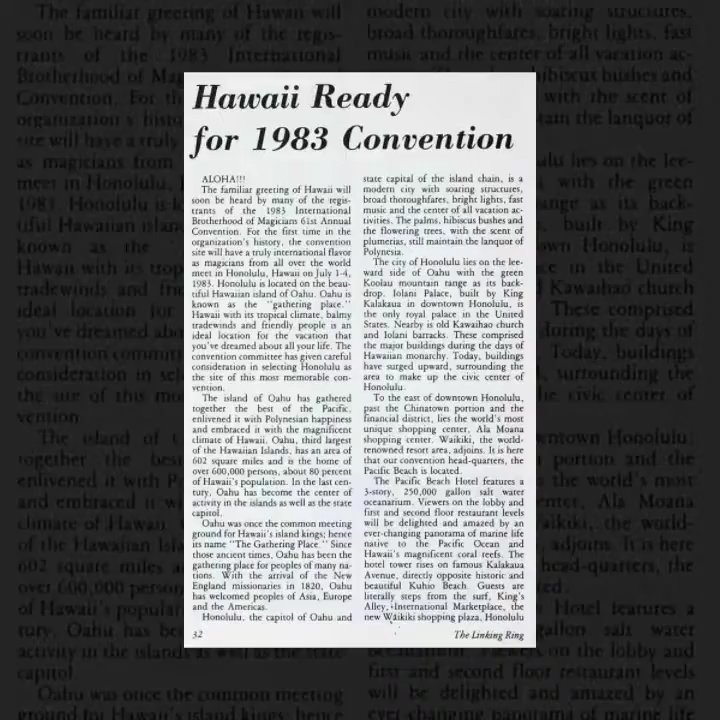 Hawaii Ready
for 1983 Convention
ALOHA!!!
The familiar greeting of Hawaii will
soon be heard by many of the regis-
trants of the 1983 International
Brotherhood of Magicians 61st Annual
Convention. For the first time in the
organization's history, the convention
site will have a truly international flavor
as magicians from all over the world
meet in Honolulu, Hawaii on July 1-4,
1983. Honolulu is located on the beau-
tiful Hawaiian island of Oahu. Oahu is
known as the "gathering place."
Hawaii with its tropical climate, balmy
tradewinds and friendly people is an
ideal location for the vacation that
you've dreamed about all your life. The
convention committee has given careful
consideration in selecting Honolulu as
the site of this most memorable con-
vention.
The island of Oahu has gathered
together the best of the Pacific,
enlivened it with Polynesian happiness
and embraced it with the magnificent
climate of Hawaii. Oahu, third largest
of the Hawaiian Islands, has an area of
602 square miles and is the home of
over 600,000 persons, about 80 percent
of Hawaii's population. In the last cen-
tury, Oahu has become the center of
activity in the islands as well as the state
capitol.
Oahu was once the common meeting
ground for Hawaii's island kings; hence
its name "The Gathering Place." Since
those ancient times, Oahu has been the
gathering place for peoples of many na-
tions. With the arrival of the New
England missionaries in 1820, Oahu
has welcomed peoples of Asia, Europe
and the Americas.
Honolulu, the capitol of Oahu and
state capital of the island chain, is a
modern city with soaring structures,
broad thoroughfares, bright lights, fast
music and the center of all vacation ac-
tivities. The palms, hibiscus bushes and
the flowering trees, with the scent of
plumerias, still maintain the lanquor of
Polynesia.
The city of Honolulu lies on the lee-
ward side of Oahu with the green
Koolau mountain range as its back-
drop. Iolani Palace, built by King
Kalakaua in downtown Honolulu, is
the only royal palace in the United
States. Nearby is old Kawaihao church
and Iolani barracks. These comprised
the major buildings during the days of
Hawaiian monarchy. Today, buildings
have surged upward, surrounding the
area to make up the civic center of
Honolulu.
To the east of downtown Honolulu,
past the Chinatown portion and the
financial district, lies the world's most
unique shopping center, Ala Moana
shopping center. Waikiki, the world-
renowned resort area, adjoins. It is here
that our convention head-quarters, the
Pacific Beach is located.
The Pacific Beach Hotel features a
3-story, 250,000 gallon salt water
oceanarium. Viewers on the lobby and
first and second floor restaurant levels
will be delighted and amazed by an
ever-changing panorama of marine life
native to the Pacific Ocean and
Hawaii's magnificent coral reefs. The
hotel tower rises on famous Kalakaua
Avenue, directly opposite historic and
beautiful Kuhio Beach. Guests are
literally steps from the surf, King's
Alley, International Marketplace, the
new Waikiki shopping plaza, Honolulu
32
The Linking Ring